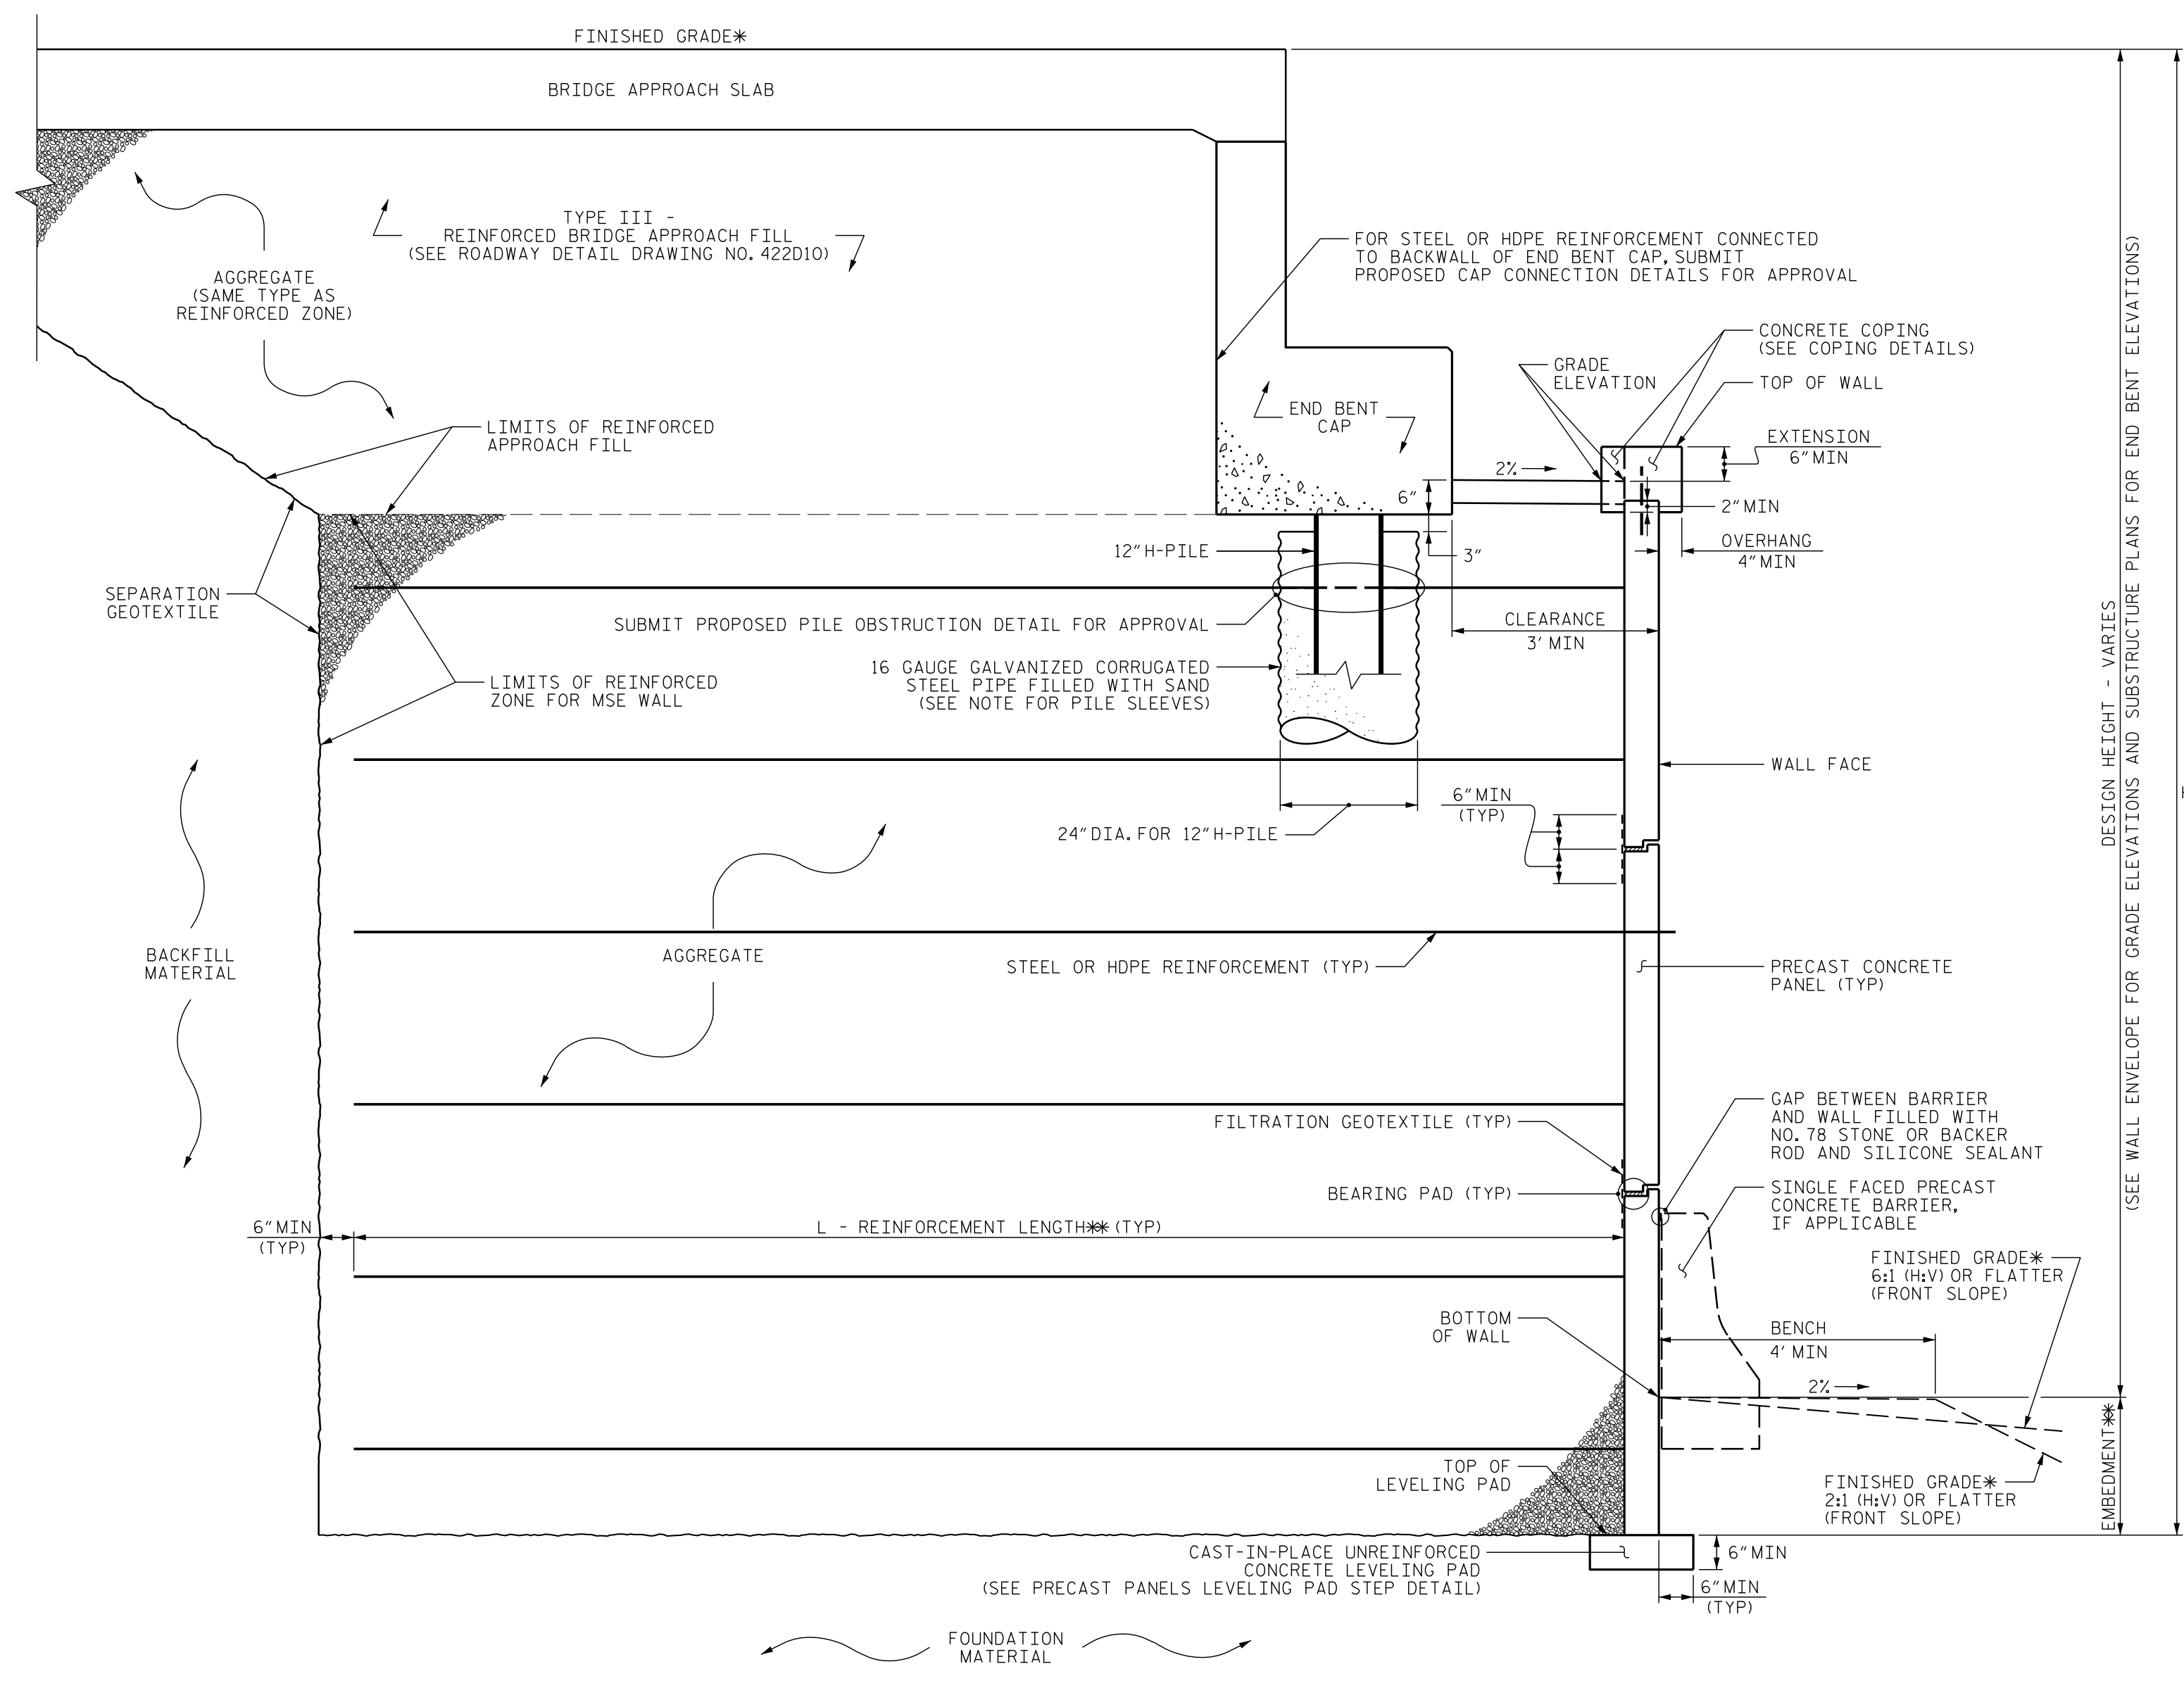 FINISHED GRADE*
BRIDGE APPROACH SLAB
TYPE III -
REINFORCED BRIDGE APPROACH FILL
(SEE ROADWAY DETAIL DRAWING NO. 422D10)
AGGREGATE
(SAME TYPE AS
REINFORCED ZONE)
FOR STEEL OR HDPE REINFORCEMENT CONNECTED
TO BACKWALL OF END BENT CAP, SUBMIT
PROPOSED CAP CONNECTION DETAILS FOR APPROVAL
CONCRETE COPING
(SEE COPING DETAILS)
GRADE
ELEVATION
TOP OF WALL
END BENT
CAP
LIMITS OF REINFORCED
APPROACH FILL
EXTENSION
6" MIN
2%
6"
2" MIN
12" H-PILE
3"
OVERHANG
4" MIN
SEPARATION
GEOTEXTILE
SUBMIT PROPOSED PILE OBSTRUCTION DETAIL FOR APPROVAL
CLEARANCE
3' MIN
16 GAUGE GALVANIZED CORRUGATED
STEEL PIPE FILLED WITH SAND
(SEE NOTE FOR PILE SLEEVES)
LIMITS OF REINFORCED
ZONE FOR MSE WALL
WALL FACE
6" MIN
(TYP)
24" DIA. FOR 12" H-PILE
BACKFILL
MATERIAL
AGGREGATE
STEEL OR HDPE REINFORCEMENT (TYP)
PRECAST CONCRETE
PANEL (TYP)
GAP BETWEEN BARRIER
AND WALL FILLED WITH
NO. 78 STONE OR BACKER
ROD AND SILICONE SEALANT
FILTRATION GEOTEXTILE (TYP)
BEARING PAD (TYP)
SINGLE FACED PRECAST
CONCRETE BARRIER,
IF APPLICABLE
6" MIN
(TYP)
L - REINFORCEMENT LENGTH** (TYP)
FINISHED GRADE*
6:1 (H:V) OR FLATTER
(FRONT SLOPE)
BOTTOM
OF WALL
BENCH
4' MIN
2%
TOP OF
LEVELING PAD
FINISHED GRADE*
2:1 (H:V) OR FLATTER
(FRONT SLOPE)
CAST-IN-PLACE UNREINFORCED
CONCRETE LEVELING PAD
(SEE PRECAST PANELS LEVELING PAD STEP DETAIL)
6" MIN
6" MIN
(TYP)
FOUNDATION
MATERIAL
DESIGN HEIGHT - VARIES
(SEE WALL ENVELOPE FOR GRADE ELEVATIONS AND SUBSTRUCTURE PLANS FOR END BENT ELEVATIONS)
EMBEDMENT**